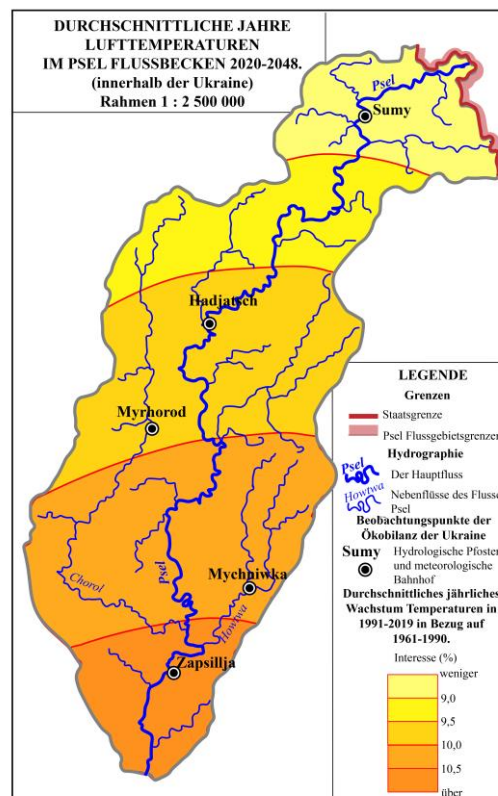 DURCHSCHNITTLICHE JAHRE
LUFTTEMPERATUREN
IM PSEL FLUSSBECKEN 2020-2048.
(innerhalb der Ukraine)
Rahmen 1 : 2 500 000
Psel
Sumy
Hadjatsch
Myrhorod
Psel
Chorol
Mychniwka
Howtwa
Zapsillja
LEGENDE
Grenzen
Staatsgrenze
Psel Flussgebietsgrenzen
Hydrographie
Psel
Der Hauptfluss
Howtwa
Nebenflüsse des Flusses
Psel
Beobachtungspunkte der
Ökobilanz der Ukraine
Sumy
Hydrologische Pfosten
und meteorologische
Bahnhof
Durchschnittliches jährliches
Wachstum Temperaturen in
1991-2019 in Bezug auf
1961-1990.
Interesse (%)
weniger
9,0
9,5
10,0
10,5
über